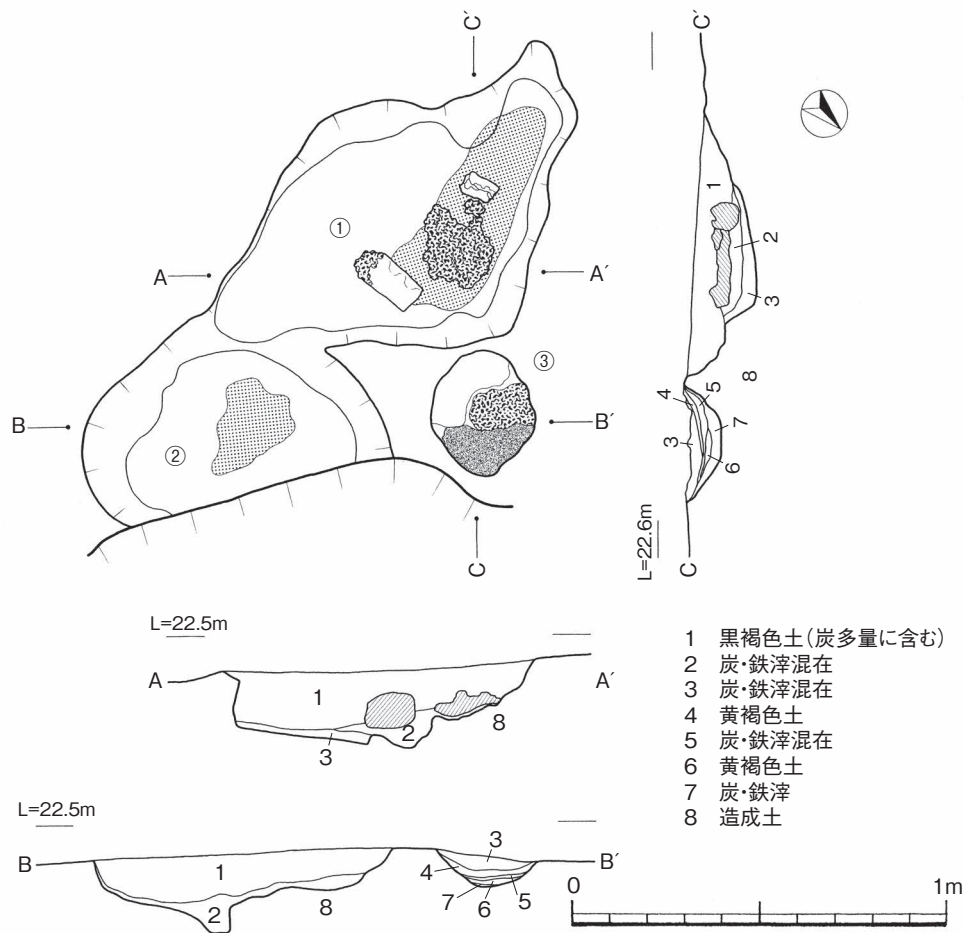 C′
①
A
A′
③
B
B′
②
C
C′
1
2
3
8
5
4
7
3
6
L=22.6m
C
L=22.5m
A
A′
1
2
8
3
L=22.5m
B
B′
1
2
8
3
4
7
6
5
1 黒褐色土(炭多量に含む)
2 炭・鉄滓混在
3 炭・鉄滓混在
4 黄褐色土
5 炭・鉄滓混在
6 黄褐色土
7 炭・鉄滓
8 造成土
0 1m